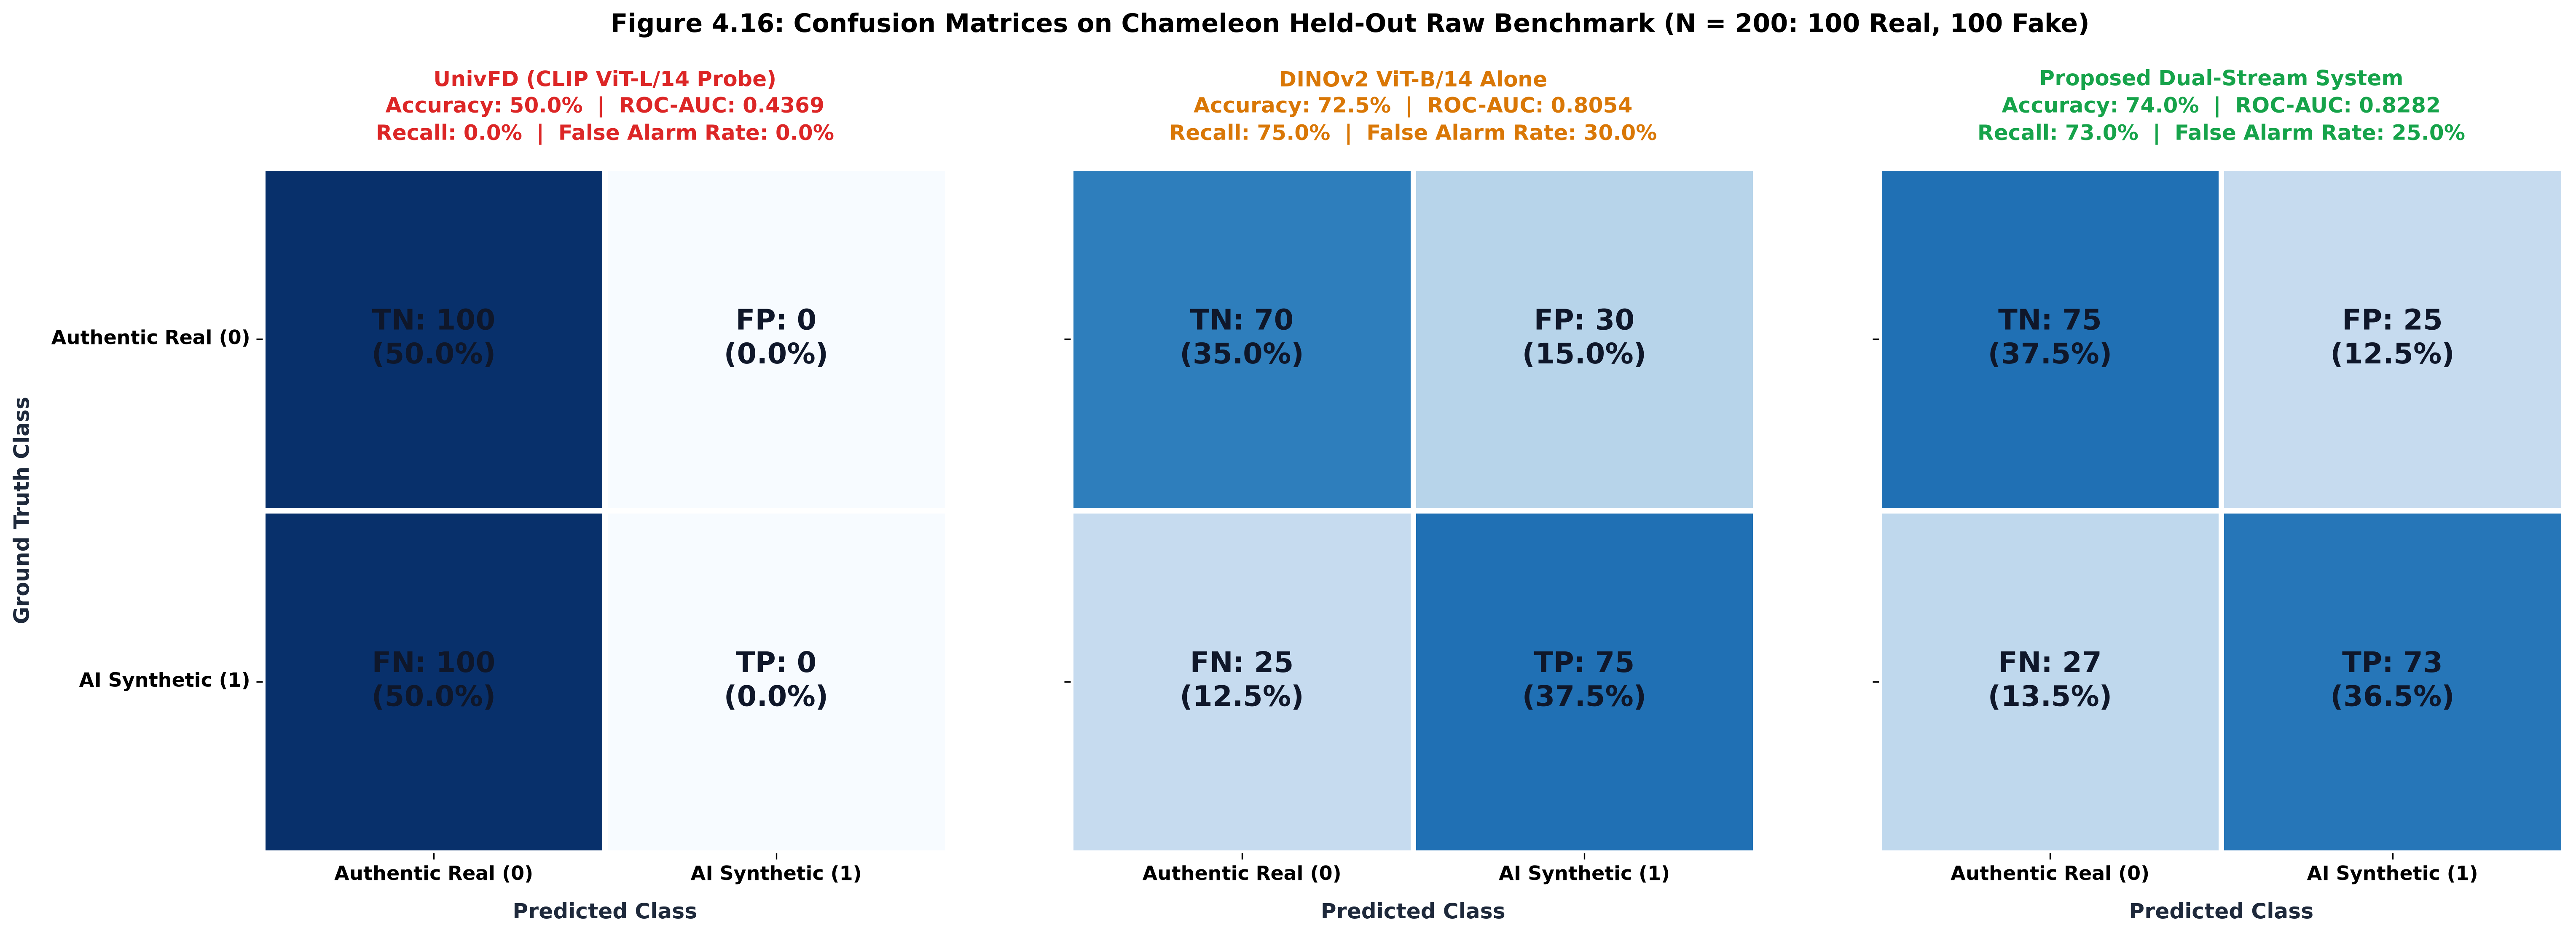 Figure 4.16: Confusion Matrices on Chameleon Held-Out Raw Benchmark (N = 200: 100 Real, 100 Fake)
UnivFD (CLIP ViT-L/14 Probe)
Accuracy: 50.0% | ROC-AUC: 0.4369
Recall: 0.0% | False Alarm Rate: 0.0%
DINOv2 ViT-B/14 Alone
Accuracy: 72.5% | ROC-AUC: 0.8054
Recall: 75.0% | False Alarm Rate: 30.0%
Proposed Dual-Stream System
Accuracy: 74.0% | ROC-AUC: 0.8282
Recall: 73.0% | False Alarm Rate: 25.0%
Ground Truth Class
Authentic Real (0)
AI Synthetic (1)
TN: 100
(50.0%)
FP: 0
(0.0%)
FN: 100
(50.0%)
TP: 0
(0.0%)
Authentic Real (0)
AI Synthetic (1)
Predicted Class
TN: 70
(35.0%)
FP: 30
(15.0%)
FN: 25
(12.5%)
TP: 75
(37.5%)
Authentic Real (0)
AI Synthetic (1)
Predicted Class
TN: 75
(37.5%)
FP: 25
(12.5%)
FN: 27
(13.5%)
TP: 73
(36.5%)
Authentic Real (0)
AI Synthetic (1)
Predicted Class